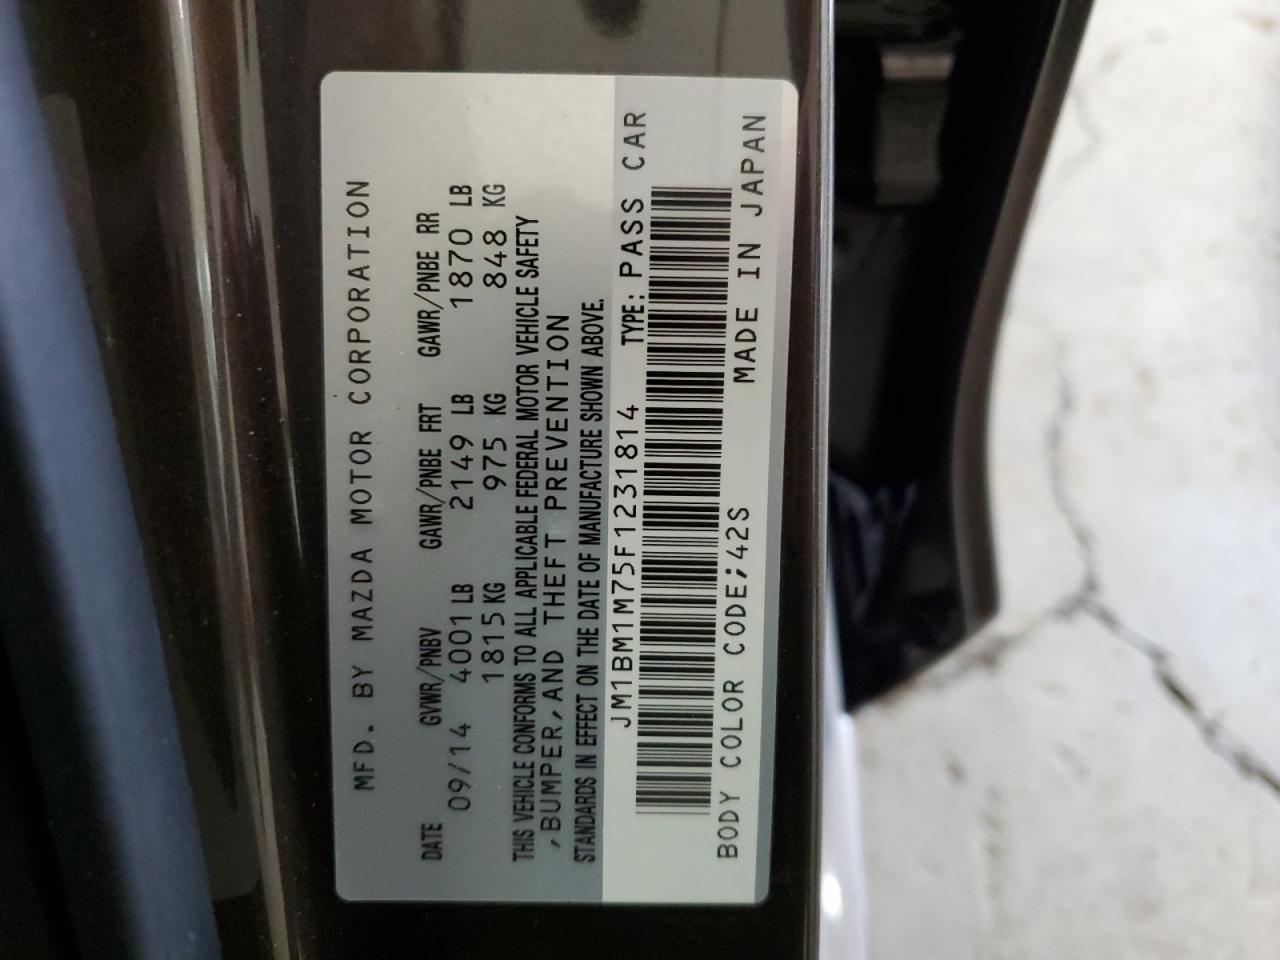 MFD. BY MAZDA MOTOR CORPORATION
DATE GVWR/PNBV GAWR/PNBE FRT GAWR/PNBE RR
09/14 4001 LB 2149 LB 1870 LB
1815 KG 975 KG 848 KG
THIS VEHICLE CONFORMS TO ALL APPLICABLE FEDERAL MOTOR VEHICLE SAFETY
, BUMPER, AND THEFT PREVENTION
STANDARDS IN EFFECT ON THE DATE OF MANUFACTURE SHOWN ABOVE.
JM1BM1M75F1231814 TYPE: PASS CAR
BODY COLOR CODE;42S MADE IN JAPAN